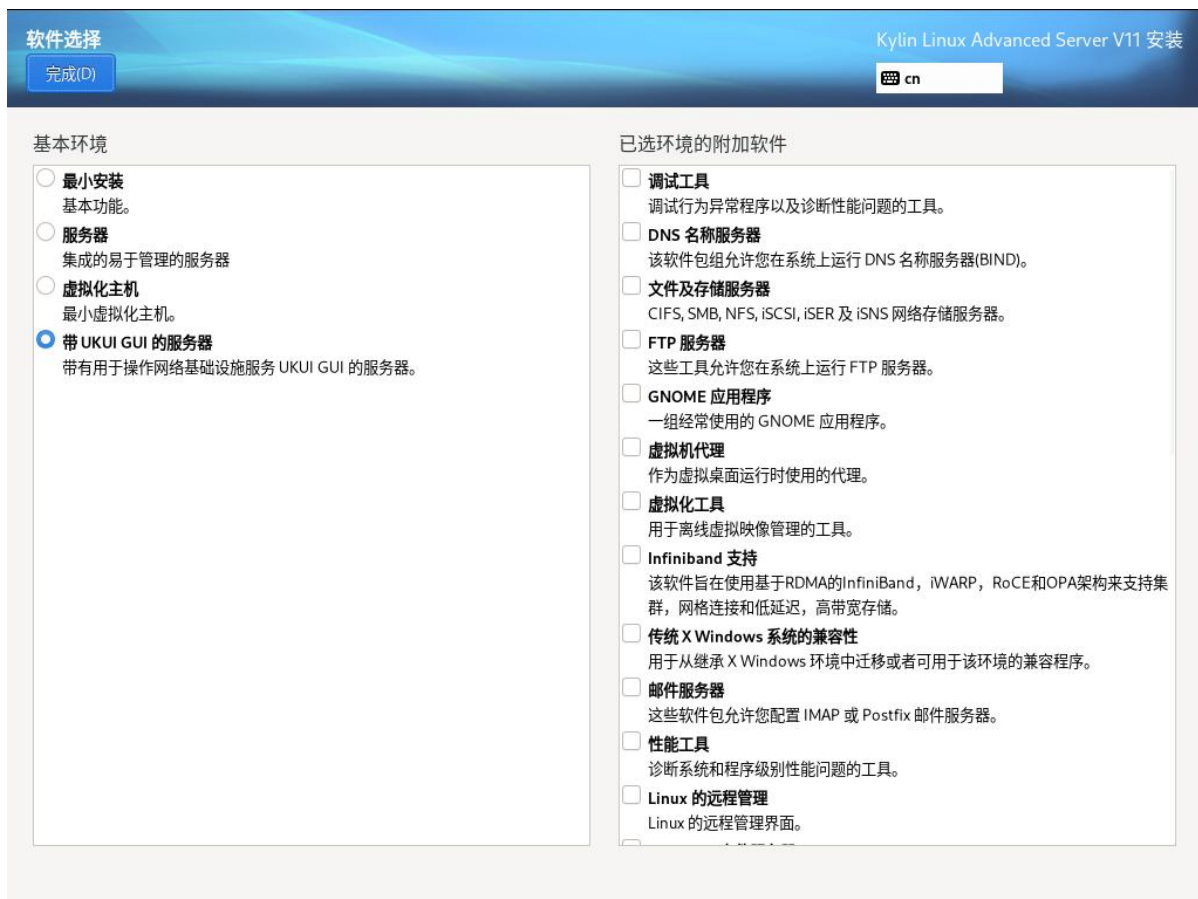 软件选择
Kylin Linux Advanced Server V11 安装
完成(D)
cn
基本环境
最小安装
基本功能。
服务器
集成的易于管理的服务器
虚拟化主机
最小虚拟化主机。
带 UKUI GUI 的服务器
带有用于操作网络基础设施服务 UKUI GUI 的服务器。
已选环境的附加软件
调试工具
调试行为异常程序以及诊断性能问题的工具。
DNS 名称服务器
该软件包组允许您在系统上运行 DNS 名称服务器(BIND)。
文件及存储服务器
CIFS, SMB, NFS, iSCSI, iSER 及 iSNS 网络存储服务器。
FTP 服务器
这些工具允许您在系统上运行 FTP 服务器。
GNOME 应用程序
一组经常使用的 GNOME 应用程序。
虚拟机代理
作为虚拟桌面运行时使用的代理。
虚拟化工具
用于离线虚拟映像管理的工具。
Infiniband 支持
该软件旨在使用基于RDMA的InfiniBand，iWARP，RoCE和OPA架构来支持集
群，网格连接和低延迟，高带宽存储。
传统 X Windows 系统的兼容性
用于从继承 X Windows 环境中迁移或者可用于该环境的兼容程序。
邮件服务器
这些软件包允许您配置 IMAP 或 Postfix 邮件服务器。
性能工具
诊断系统和程序级别性能问题的工具。
Linux 的远程管理
Linux 的远程管理界面。